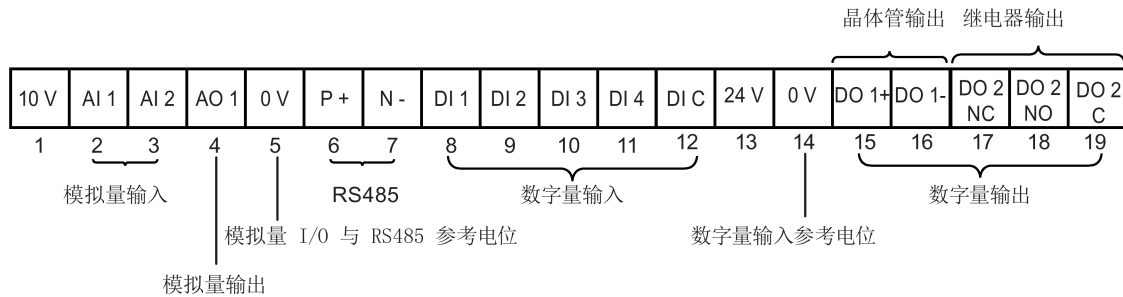 晶体管输出 继电器输出
10 V AI 1 AI 2 AO 1 0 V P + N - DI 1 DI 2 DI 3 DI 4 DI C 24 V 0 V DO 1+ DO 1- DO 2 NC DO 2 NO DO 2 C
1 2 3 4 5 6 7 8 9 10 11 12 13 14 15 16 17 18 19
模拟量输入 RS485 数字量输入 数字量输出
模拟量 I/O 与 RS485 参考电位 数字量输入参考电位
模拟量输出